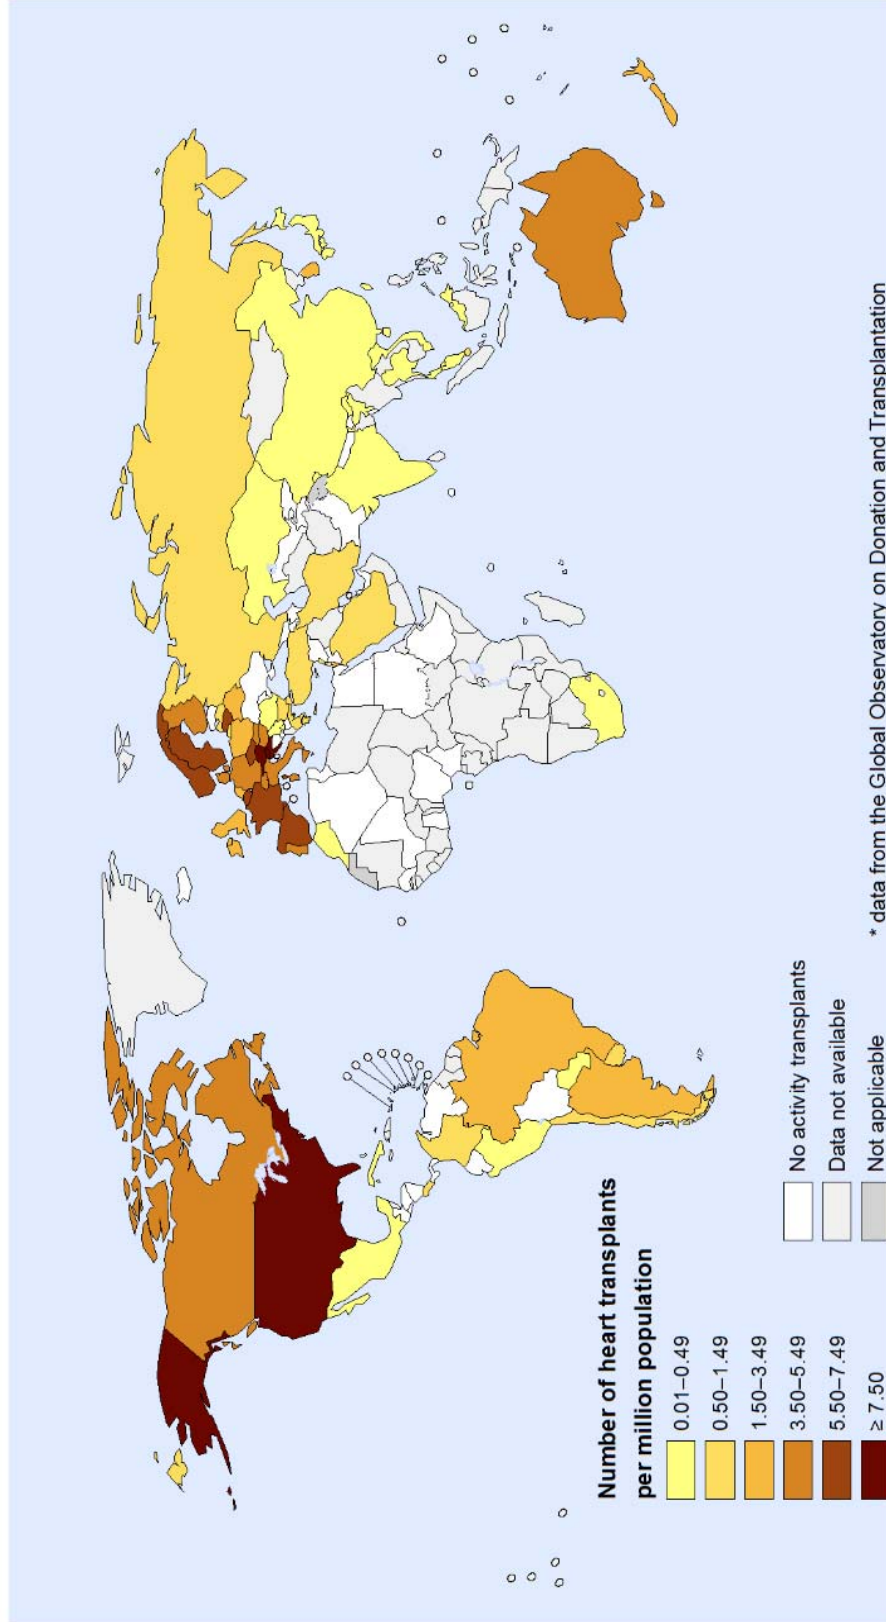 Number of heart transplants
per million population
0.01–0.49
0.50–1.49
1.50–3.49
3.50–5.49
5.50–7.49
≥ 7.50
No activity transplants
Data not available
Not applicable
* data from the Global Observatory on Donation and Transplantation